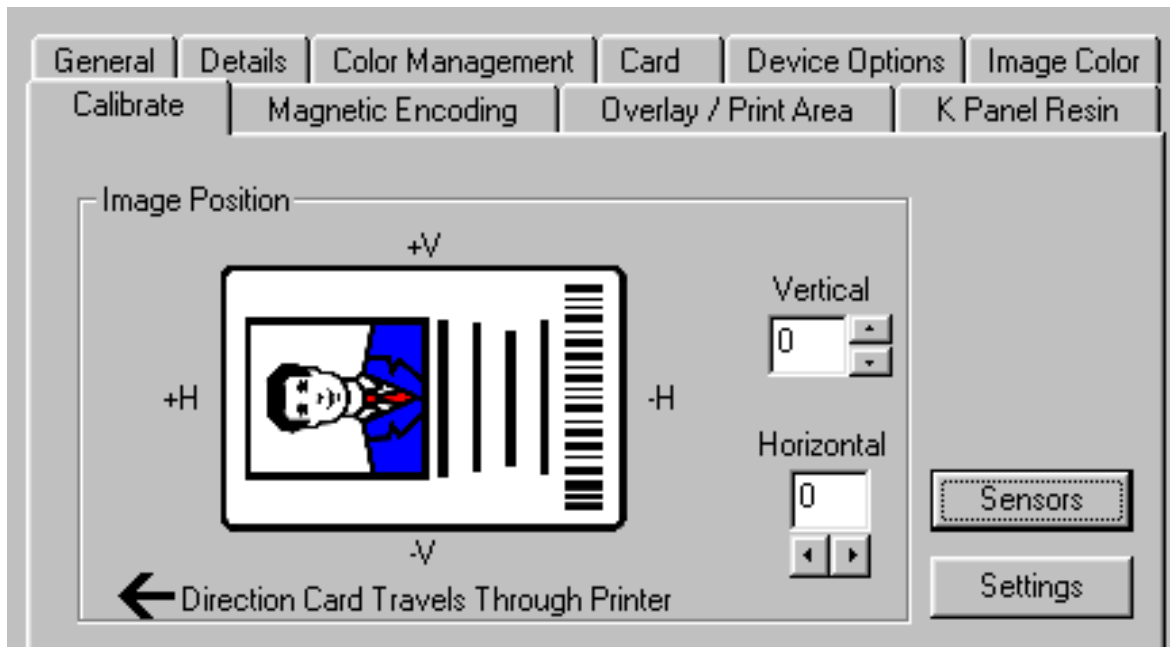 General Details Color Management Card Device Options Image Color
Calibrate Magnetic Encoding Overlay / Print Area K Panel Resin
Image Position
+V
Vertical
0
+H -H
Horizontal
0
Sensors
-V
Settings
Direction Card Travels Through Printer